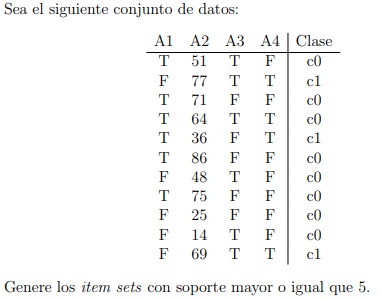 Sea el siguiente conjunto de datos:
A1 A2 A3 A4 Clase
T 51 T F c0
F 77 T T c1
T 71 F F c0
T 64 T T c0
T 36 F T c1
T 86 F F c0
F 48 T F c0
T 75 F F c0
F 25 F F c0
F 14 T F c0
F 69 T T c1
Genere los item sets con soporte mayor o igual que 5.